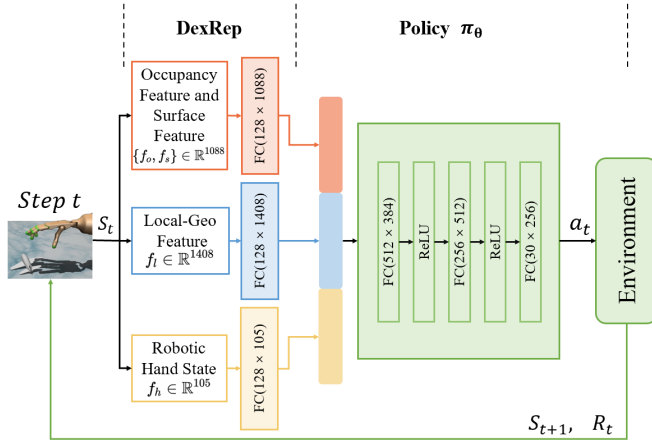 DexRep
Policy π_θ
Occupancy
Feature and
Surface
Feature
{f_o, f_s} ∈ ℝ^1088
FC(128 × 1088)
Step t
S_t
Local-Geo
Feature
f_l ∈ ℝ^1408
FC(128 × 1408)
Robotic
Hand State
f_h ∈ ℝ^105
FC(128 × 105)
FC(512 × 384)
ReLU
FC(256 × 512)
ReLU
FC(30 × 256)
a_t
Environment
S_{t+1}, R_t